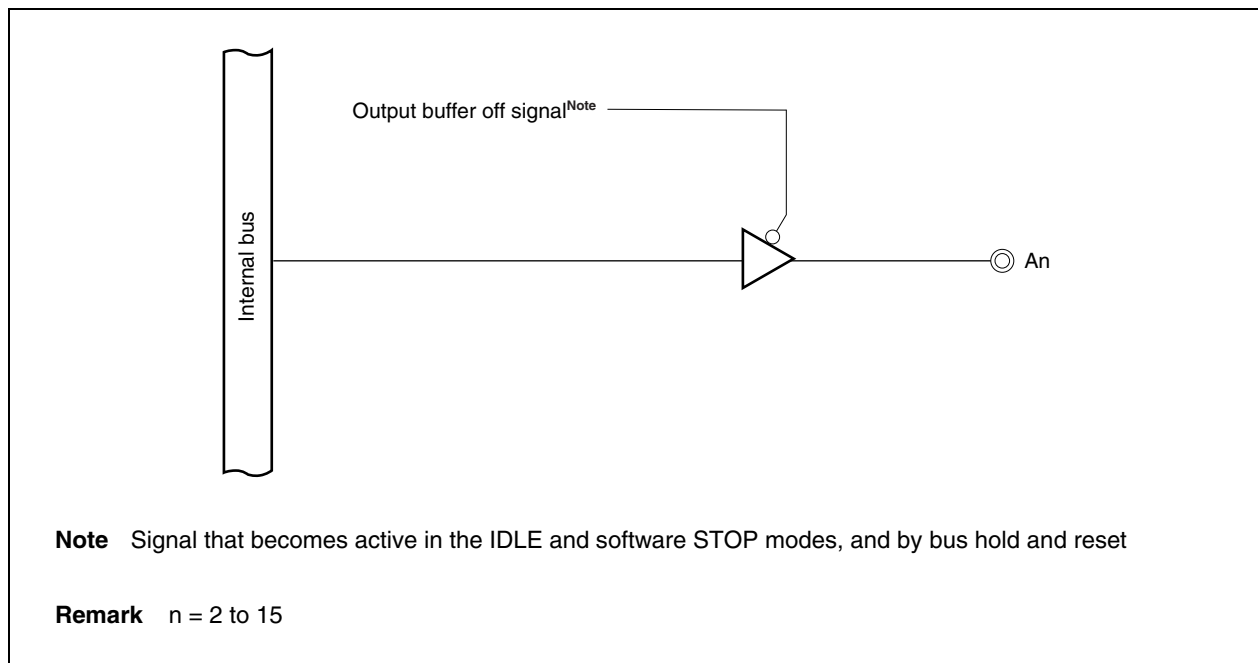 Output buffer off signalNote
Internal bus
An
Note Signal that becomes active in the IDLE and software STOP modes, and by bus hold and reset
Remark n = 2 to 15